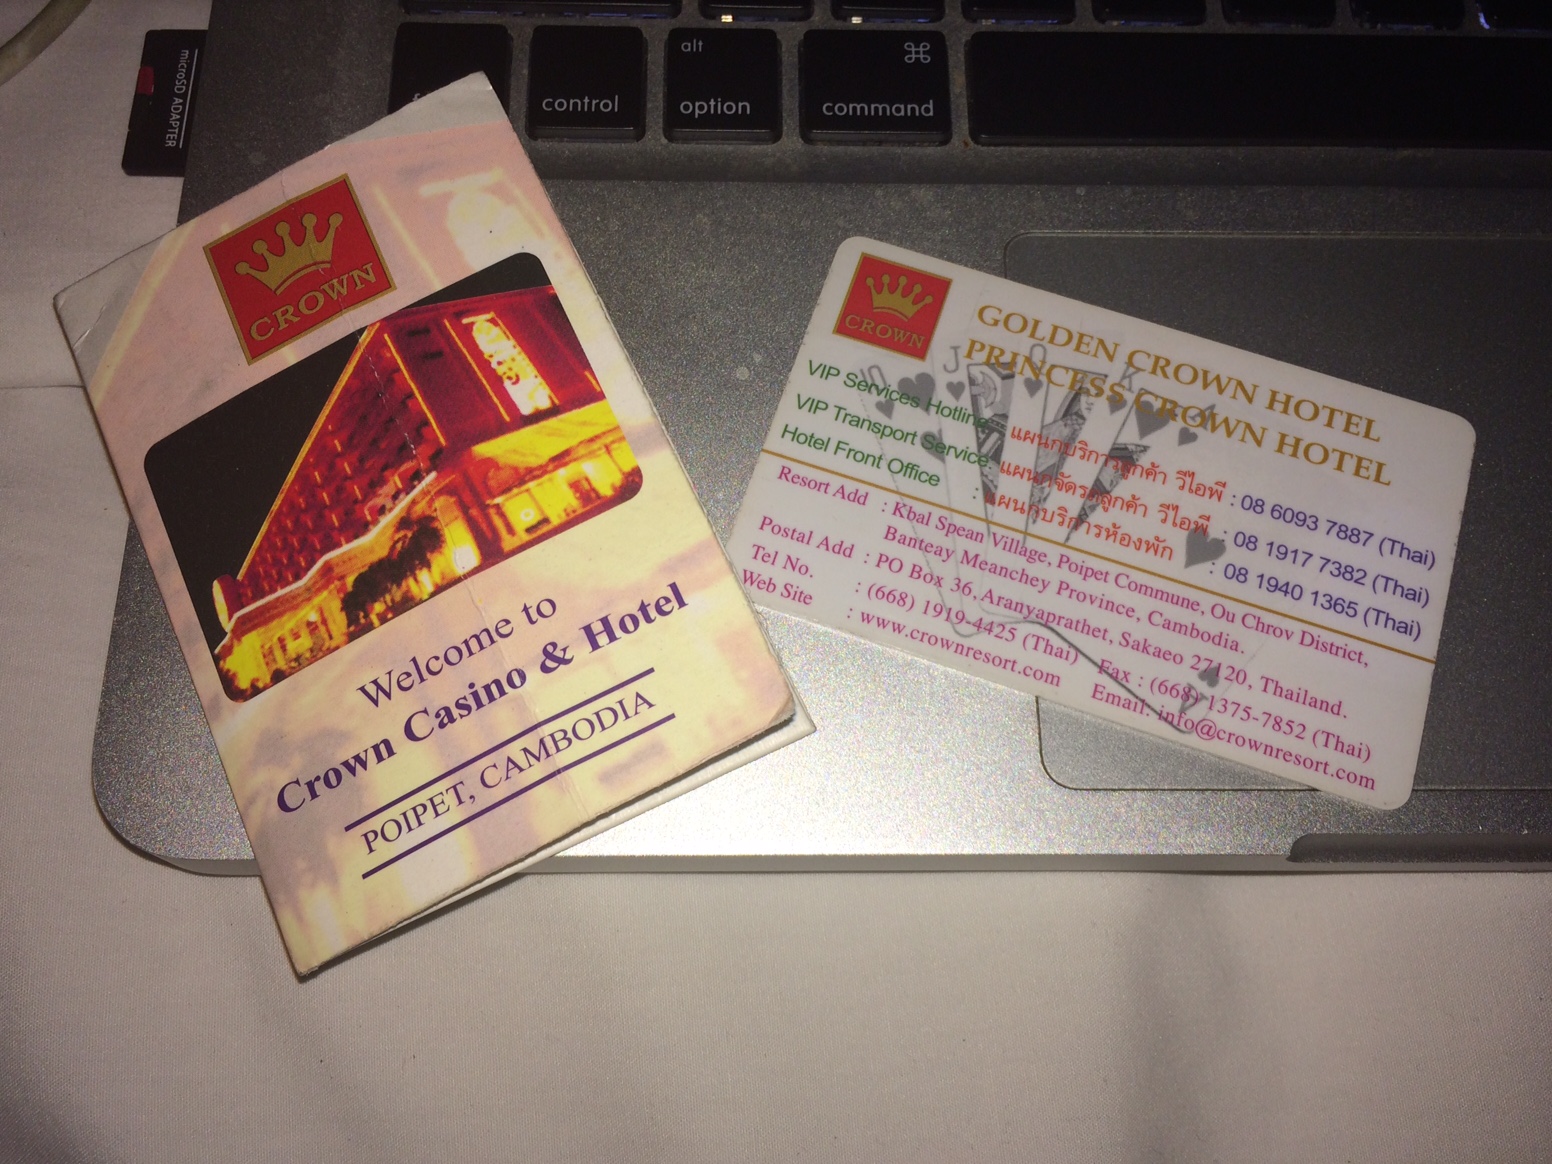 microSD ADAPTER
control
alt
option
⌘
command
CROWN
Welcome to
Crown Casino & Hotel
POIPET, CAMBODIA
CROWN
GOLDEN CROWN HOTEL
PRINCESS CROWN HOTEL
J Q K
VIP Services Hotline แผนกบริการลูกค้า วีไอพี : 08 6093 7887 (Thai)
VIP Transport Service: แผนกจัดรถลูกค้า วีไอพี : 08 1917 7382 (Thai)
Hotel Front Office : แผนกบริการห้องพัก : 08 1940 1365 (Thai)
Resort Add : Kbal Spean Village, Poipet Commune, Ou Chrov District,
Banteay Meanchey Province, Cambodia.
Postal Add : PO Box 36, Aranyaprathet, Sakaeo 27120, Thailand.
Tel No. : (668) 1919-4425 (Thai) Fax : (668) 1375-7852 (Thai)
Web Site : www.crownresort.com Email: info@crownresort.com